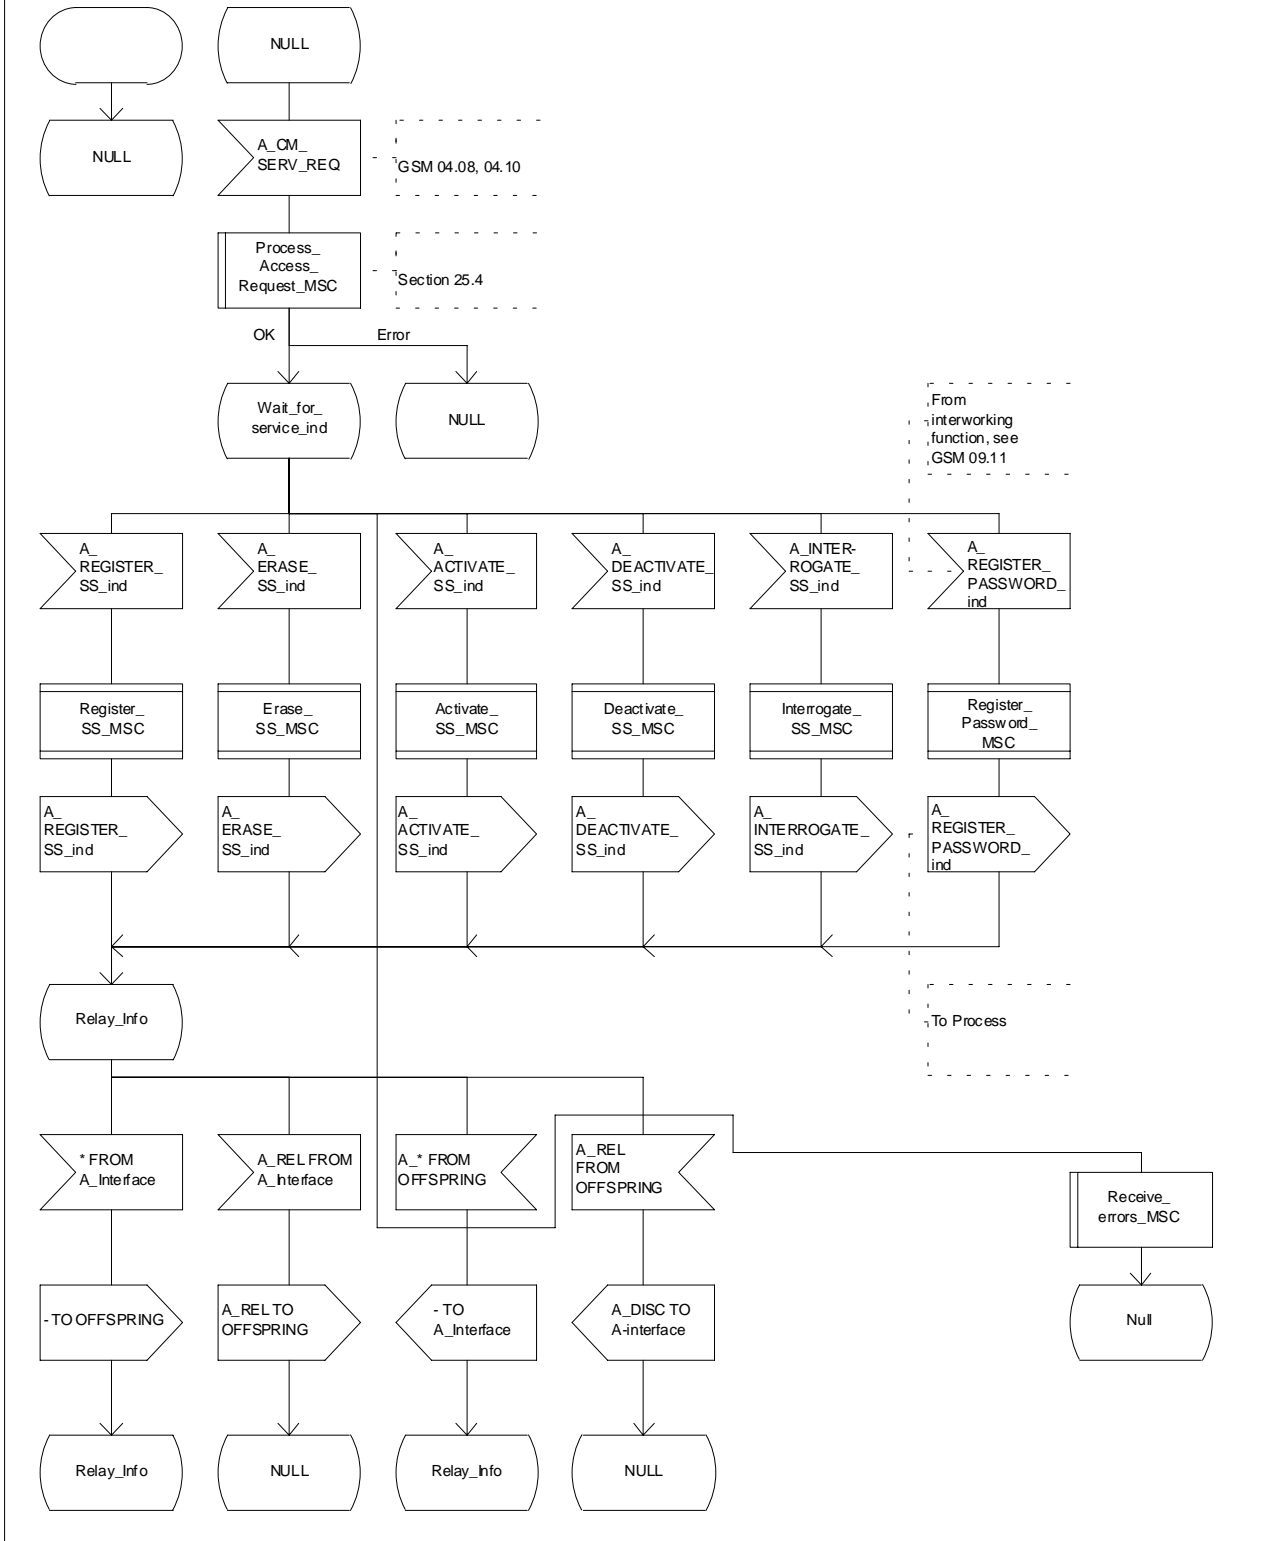 NULL
NULL
A_CM_
SERV_REQ
GSM 04.08, 04.10
Process_
Access_
Request_MSC
Section 25.4
OK
Error
Wait_for_
service_ind
NULL
From
interworking
function, see
GSM 09.11
A_
REGISTER_
SS_ind
A_
ERASE_
SS_ind
A_
ACTIVATE_
SS_ind
A_
DEACTIVATE_
SS_ind
A_INTER-
ROGATE_
SS_ind
A_
REGISTER_
PASSWORD_
ind
Register_
SS_MSC
Erase_
SS_MSC
Activate_
SS_MSC
Deactivate_
SS_MSC
Interrogate_
SS_MSC
Register_
Password_
MSC
A_
REGISTER_
SS_ind
A_
ERASE_
SS_ind
A_
ACTIVATE_
SS_ind
A_
DEACTIVATE_
SS_ind
A_
INTERROGATE_
SS_ind
A_
REGISTER_
PASSWORD_
ind
Relay_Info
To Process
* FROM
A_Interface
A_REL FROM
A_Interface
A_* FROM
OFFSPRING
A_REL
FROM
OFFSPRING
Receive_
errors_MSC
- TO OFFSPRING
A_REL TO
OFFSPRING
- TO
A_Interface
A_DISC TO
A-interface
Null
Relay_Info
NULL
Relay_Info
NULL